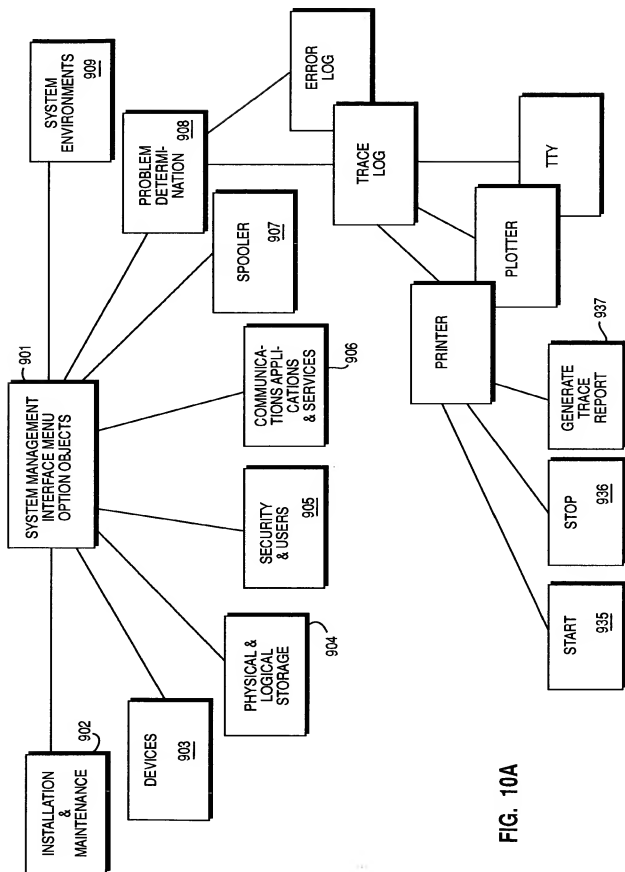 SYSTEM MANAGEMENT
INTERFACE MENU
OPTION OBJECTS
901
INSTALLATION
&
MAINTENANCE
902
DEVICES
903
PHYSICAL &
LOGICAL
STORAGE
904
SECURITY
& USERS
905
COMMUNICA-
TIONS APPLI-
CATIONS
& SERVICES
906
SPOOLER
907
PROBLEM
DETERMI-
NATION
908
SYSTEM
ENVIRONMENTS
909
ERROR
LOG
TRACE
LOG
PRINTER
PLOTTER
TTY
START
935
STOP
936
GENERATE
TRACE
REPORT
937
FIG. 10A